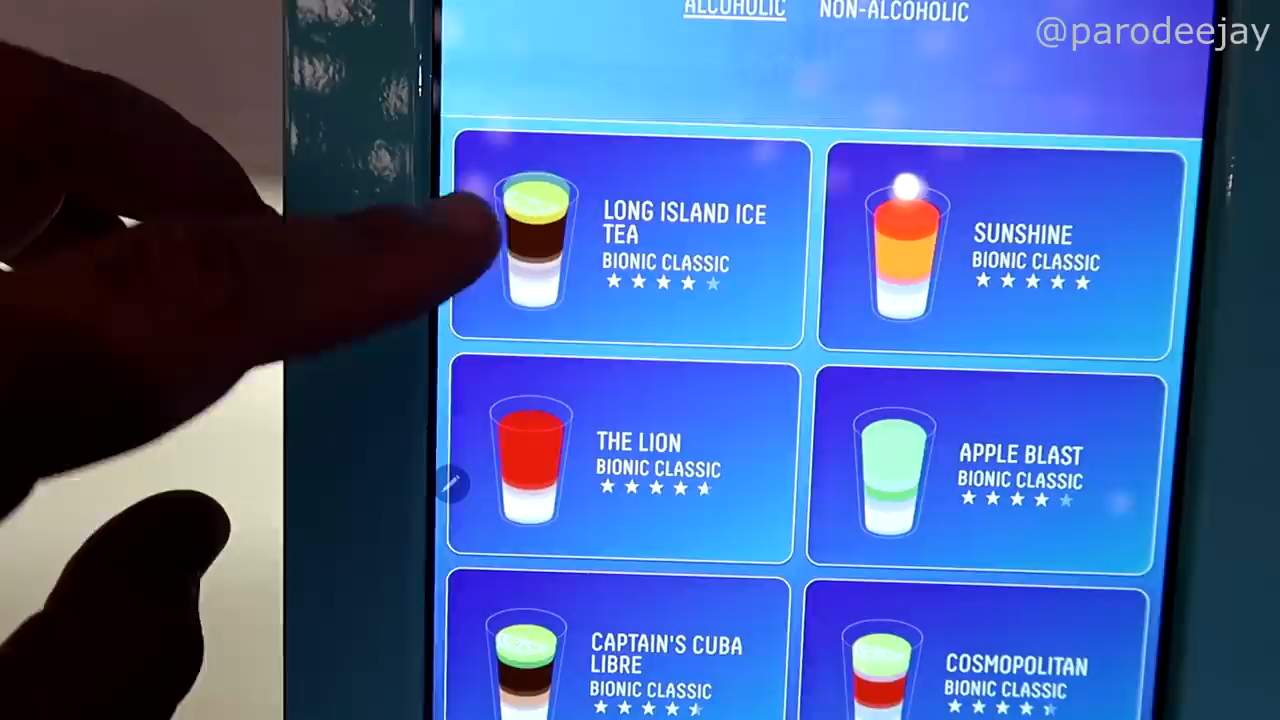 ALCOHOLIC NON-ALCOHOLIC
@parodeejay
LONG ISLAND ICE
TEA
BIONIC CLASSIC
SUNSHINE
BIONIC CLASSIC
THE LION
BIONIC CLASSIC
APPLE BLAST
BIONIC CLASSIC
CAPTAIN'S CUBA
LIBRE
BIONIC CLASSIC
COSMOPOLITAN
BIONIC CLASSIC